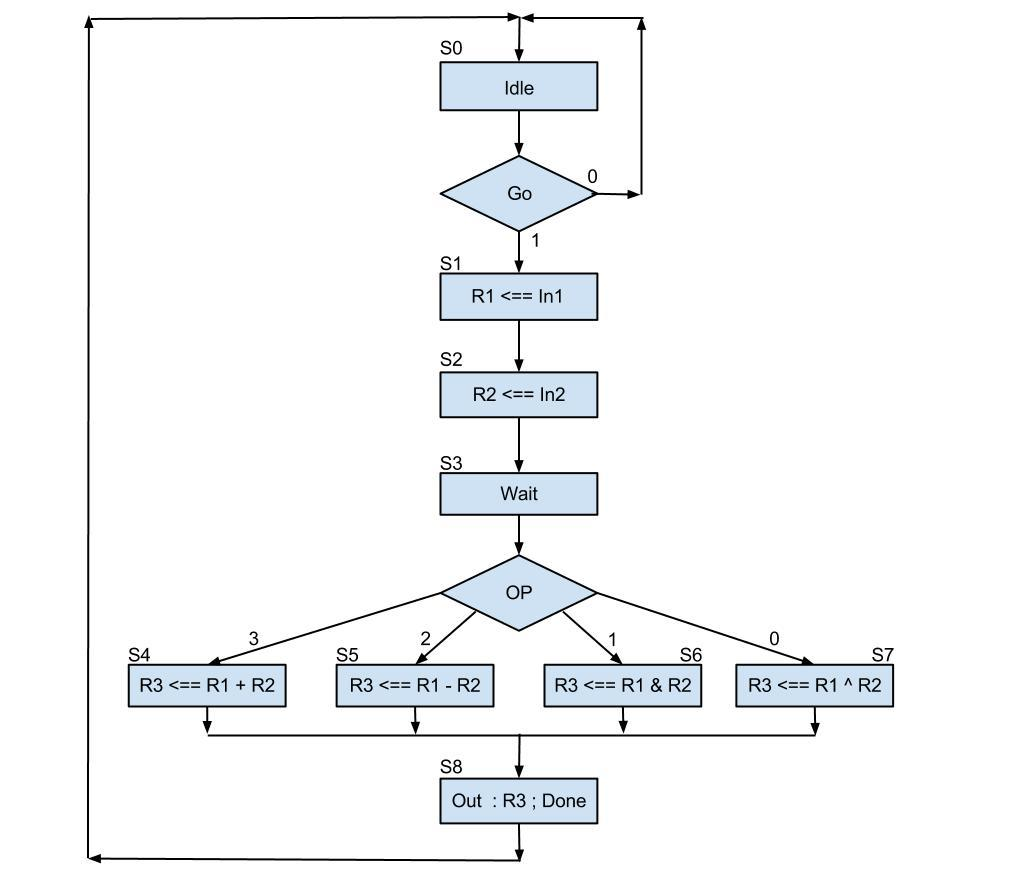 S0
Idle
Go
0
1
S1
R1 <== In1
S2
R2 <== In2
S3
Wait
OP
3
2
1
0
S4
S5
S6
S7
R3 <== R1 + R2
R3 <== R1 - R2
R3 <== R1 & R2
R3 <== R1 ^ R2
S8
Out : R3 ; Done